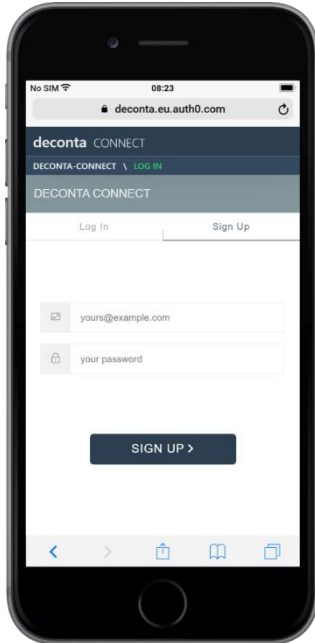 No SIM 08:23
deconta.eu.auth0.com
deconta CONNECT
DECONTA-CONNECT \ LOG IN
DECONTA CONNECT
Log In Sign Up
yours@example.com
your password
SIGN UP >